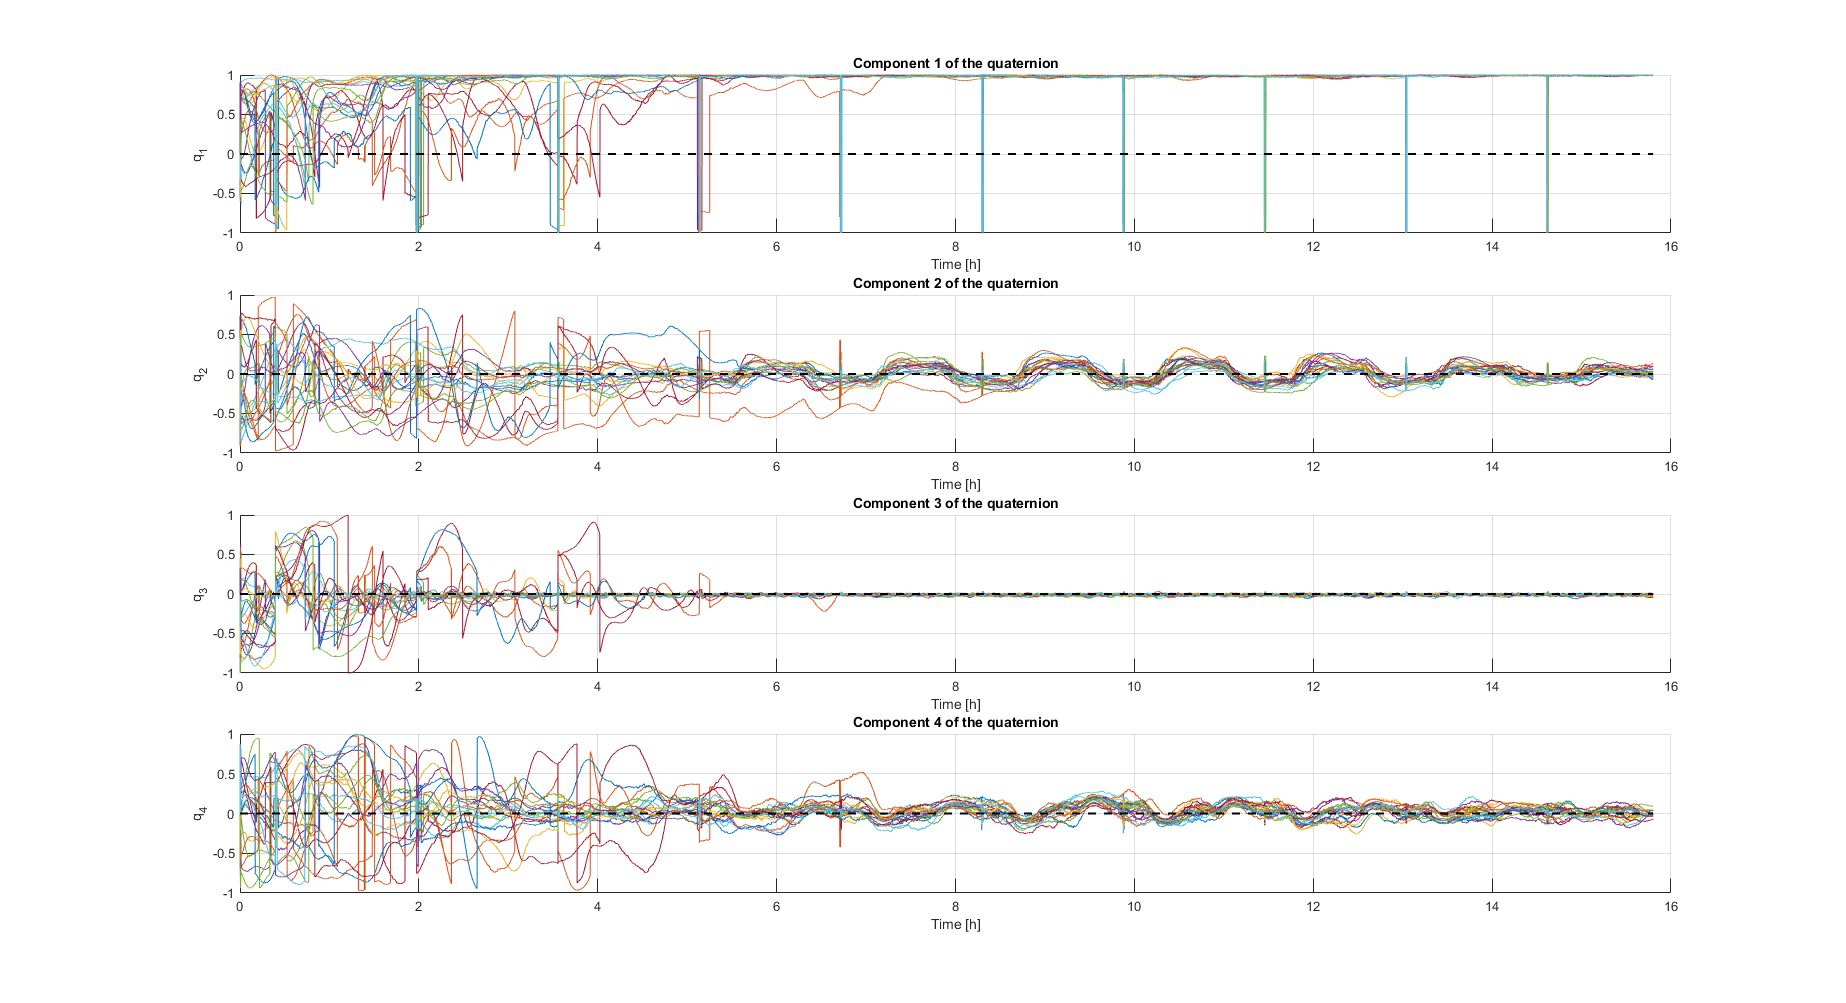 Component 1 of the quaternion
1
0.5
0
-0.5
-1
q1
0 2 4 6 8 10 12 14 16
Time [h]
Component 2 of the quaternion
1
0.5
0
-0.5
-1
q2
0 2 4 6 8 10 12 14 16
Time [h]
Component 3 of the quaternion
1
0.5
0
-0.5
-1
q3
0 2 4 6 8 10 12 14 16
Time [h]
Component 4 of the quaternion
1
0.5
0
-0.5
-1
q4
0 2 4 6 8 10 12 14 16
Time [h]